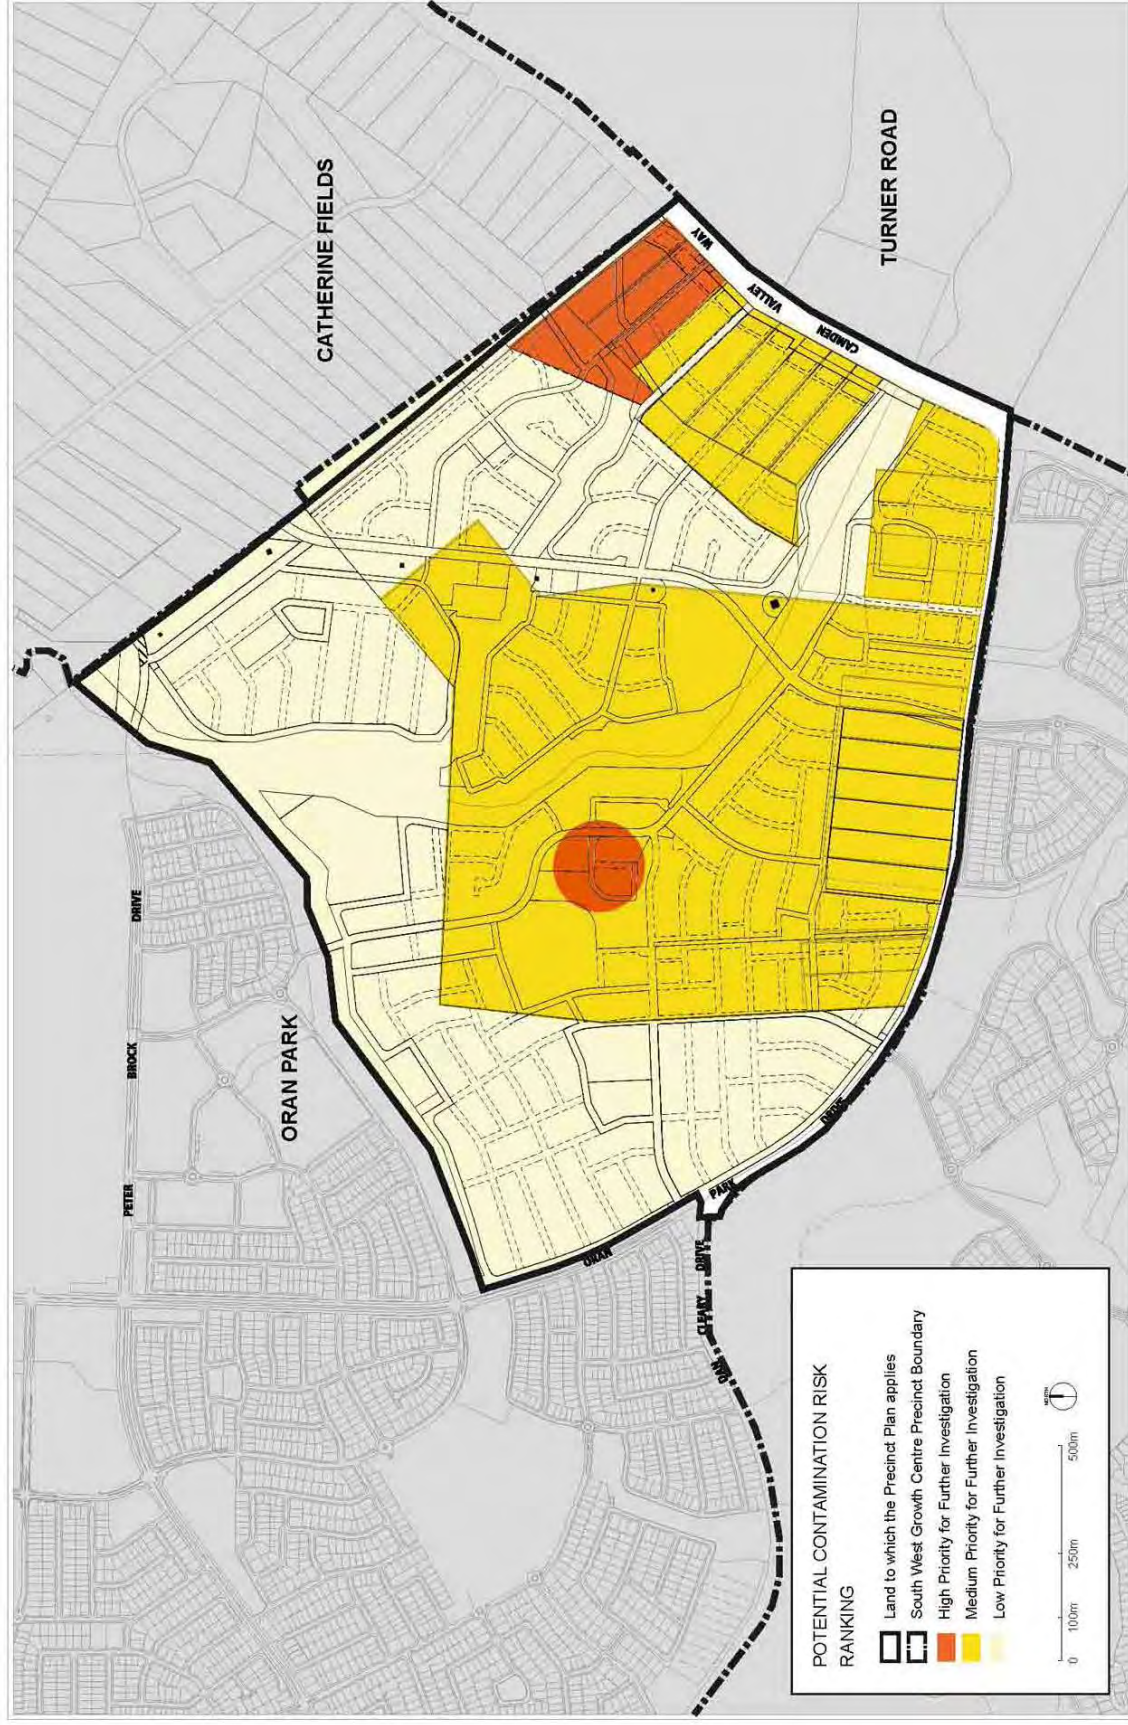 CATHERINE FIELDS
TURNER ROAD
ORAN PARK
PETER BROCK DRIVE
CAMDEN VALLEY WAY
ORAN PARK DRIVE
DAN CLEARY DRIVE
POTENTIAL CONTAMINATION RISK
RANKING
Land to which the Precinct Plan applies
South West Growth Centre Precinct Boundary
High Priority for Further Investigation
Medium Priority for Further Investigation
Low Priority for Further Investigation
0 100m 250m 500m
NORTH